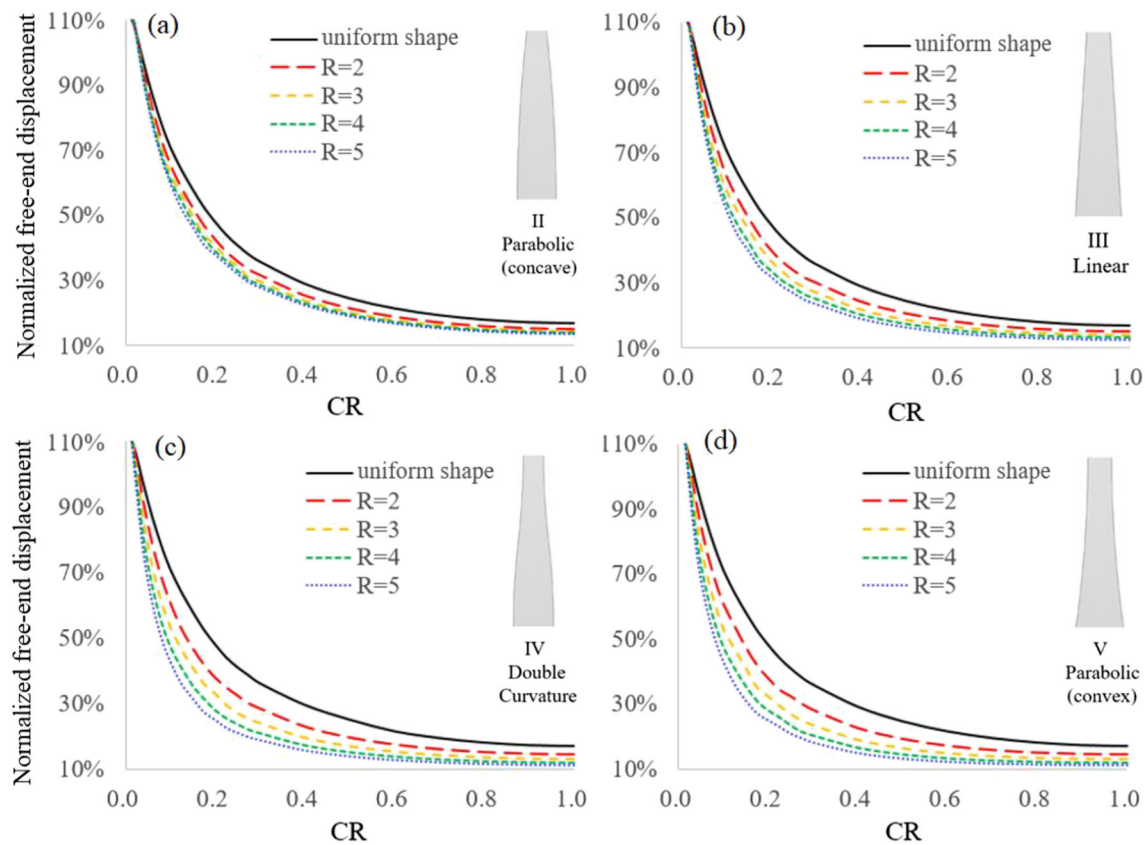 (a)
Normalized free-end displacement
110%
90%
70%
50%
30%
10%
uniform shape
R=2
R=3
R=4
R=5
II
Parabolic
(concave)
0.0 0.2 0.4 0.6 0.8 1.0
CR
(b)
110%
90%
70%
50%
30%
10%
uniform shape
R=2
R=3
R=4
R=5
III
Linear
0.0 0.2 0.4 0.6 0.8 1.0
CR
(c)
Normalized free-end displacement
110%
90%
70%
50%
30%
10%
uniform shape
R=2
R=3
R=4
R=5
IV
Double
Curvature
0.0 0.2 0.4 0.6 0.8 1.0
CR
(d)
110%
90%
70%
50%
30%
10%
uniform shape
R=2
R=3
R=4
R=5
V
Parabolic
(convex)
0.0 0.2 0.4 0.6 0.8 1.0
CR